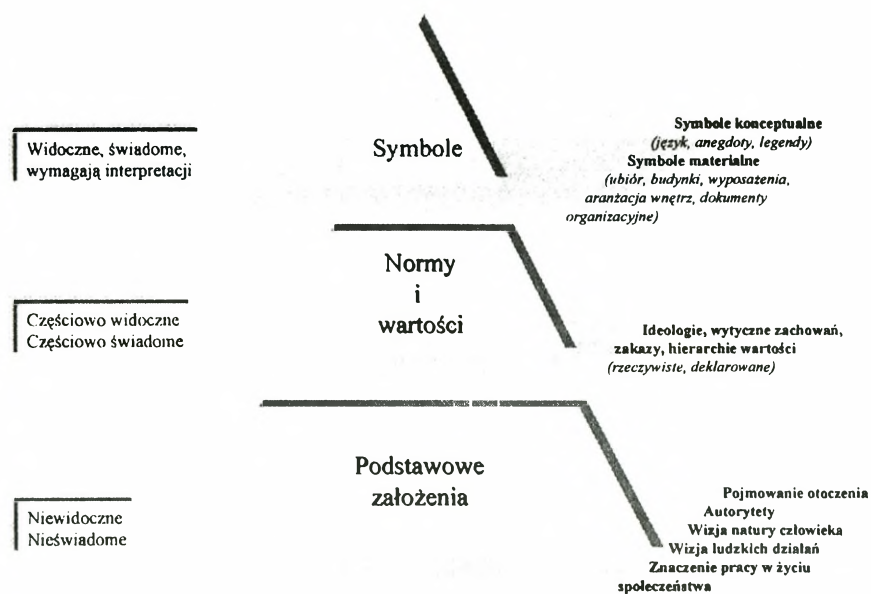 Widoczne, świadome,
wymagają interpretacji
Symbole
Symbole konceptualne
(język, anegdoty, legendy)
Symbole materialne
(ubiór, budynki, wyposażenia,
aranżacja wnętrz, dokumenty
organizacyjne)
Częściowo widoczne
Częściowo świadome
Normy
i
wartości
Ideologie, wytyczne zachowań,
zakazy, hierarchie wartości
(rzeczywiste, deklarowane)
Niewidoczne
Nieświadome
Podstawowe
założenia
Pojmowanie otoczenia
Autorytety
Wizja natury człowieka
Wizja ludzkich działań
Znaczenie pracy w życiu
społeczeństwa